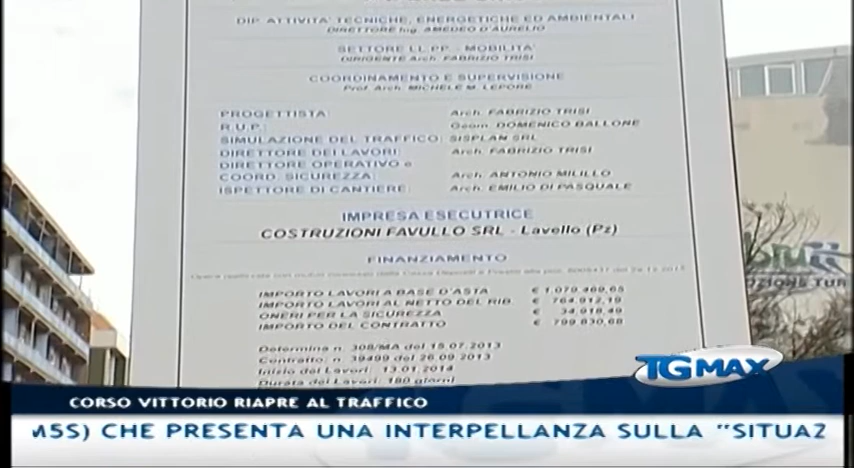 DIP. ATTIVITA' TECNICHE, ENERGETICHE ED AMBIENTALI
DIRETTORE Ing. AMEDEO D'AURELIO
SETTORE LL.PP. - MOBILITA'
DIRIGENTE Arch. FABRIZIO TRISI
COORDINAMENTO E SUPERVISIONE
Prof. Arch. MICHELE M. LEPORE
PROGETTISTA: Arch. FABRIZIO TRISI
R.U.P.: Geom. DOMENICO BALLONE
SIMULAZIONE DEL TRAFFICO: SISPLAN SRL
DIRETTORE DEI LAVORI: Arch. FABRIZIO TRISI
DIRETTORE OPERATIVO e
COORD. SICUREZZA: Arch. ANTONIO MILILLO
ISPETTORE DI CANTIERE: Arch. EMILIO DI PASQUALE
IMPRESA ESECUTRICE
COSTRUZIONI FAVULLO SRL - Lavello (Pz)
FINANZIAMENTO
IMPORTO LAVORI A BASE D'ASTA € 1.079.469,65
IMPORTO LAVORI AL NETTO DEL RIB. € 764.912,19
ONERI PER LA SICUREZZA € 34.918,49
IMPORTO DEL CONTRATTO € 799.830,68
Determina n. 308/MA del 15.07.2013
Contratto: n. 39499 del 26.09.2013
Inizio dei Lavori: 13.01.2014
Durata dei Lavori: 180 giorni
TG MAX
CORSO VITTORIO RIAPRE AL TRAFFICO
M5S) CHE PRESENTA UNA INTERPELLANZA SULLA "SITUAZ